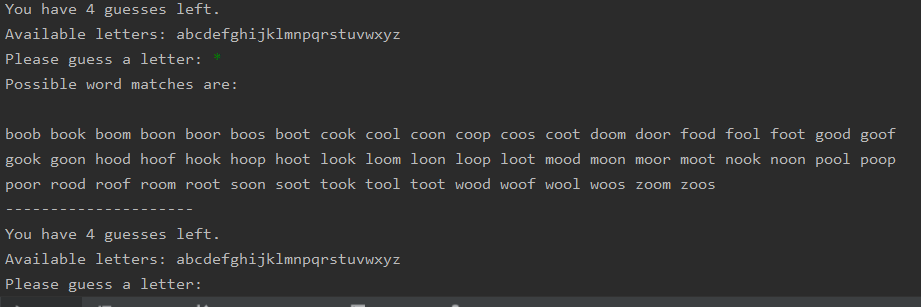 You have 4 guesses left.
Available letters: abcdefghijklmnpqrstuvwxyz
Please guess a letter: *
Possible word matches are:
boob book boom boon boor boos boot cook cool coon coop coos coot doom door food fool foot good goof
gook goon hood hoof hook hoop hoot look loom loon loop loot mood moon moor moot nook noon pool poop
poor rood roof room root soon soot took tool toot wood woof wool woos zoom zoos
---------------------
You have 4 guesses left.
Available letters: abcdefghijklmnpqrstuvwxyz
Please guess a letter: